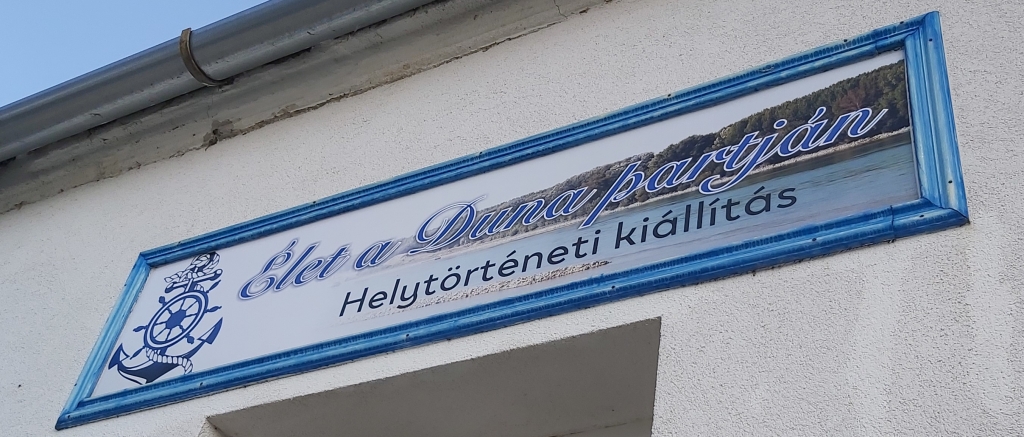 Élet a Duna partján
Helytörténeti kiállítás